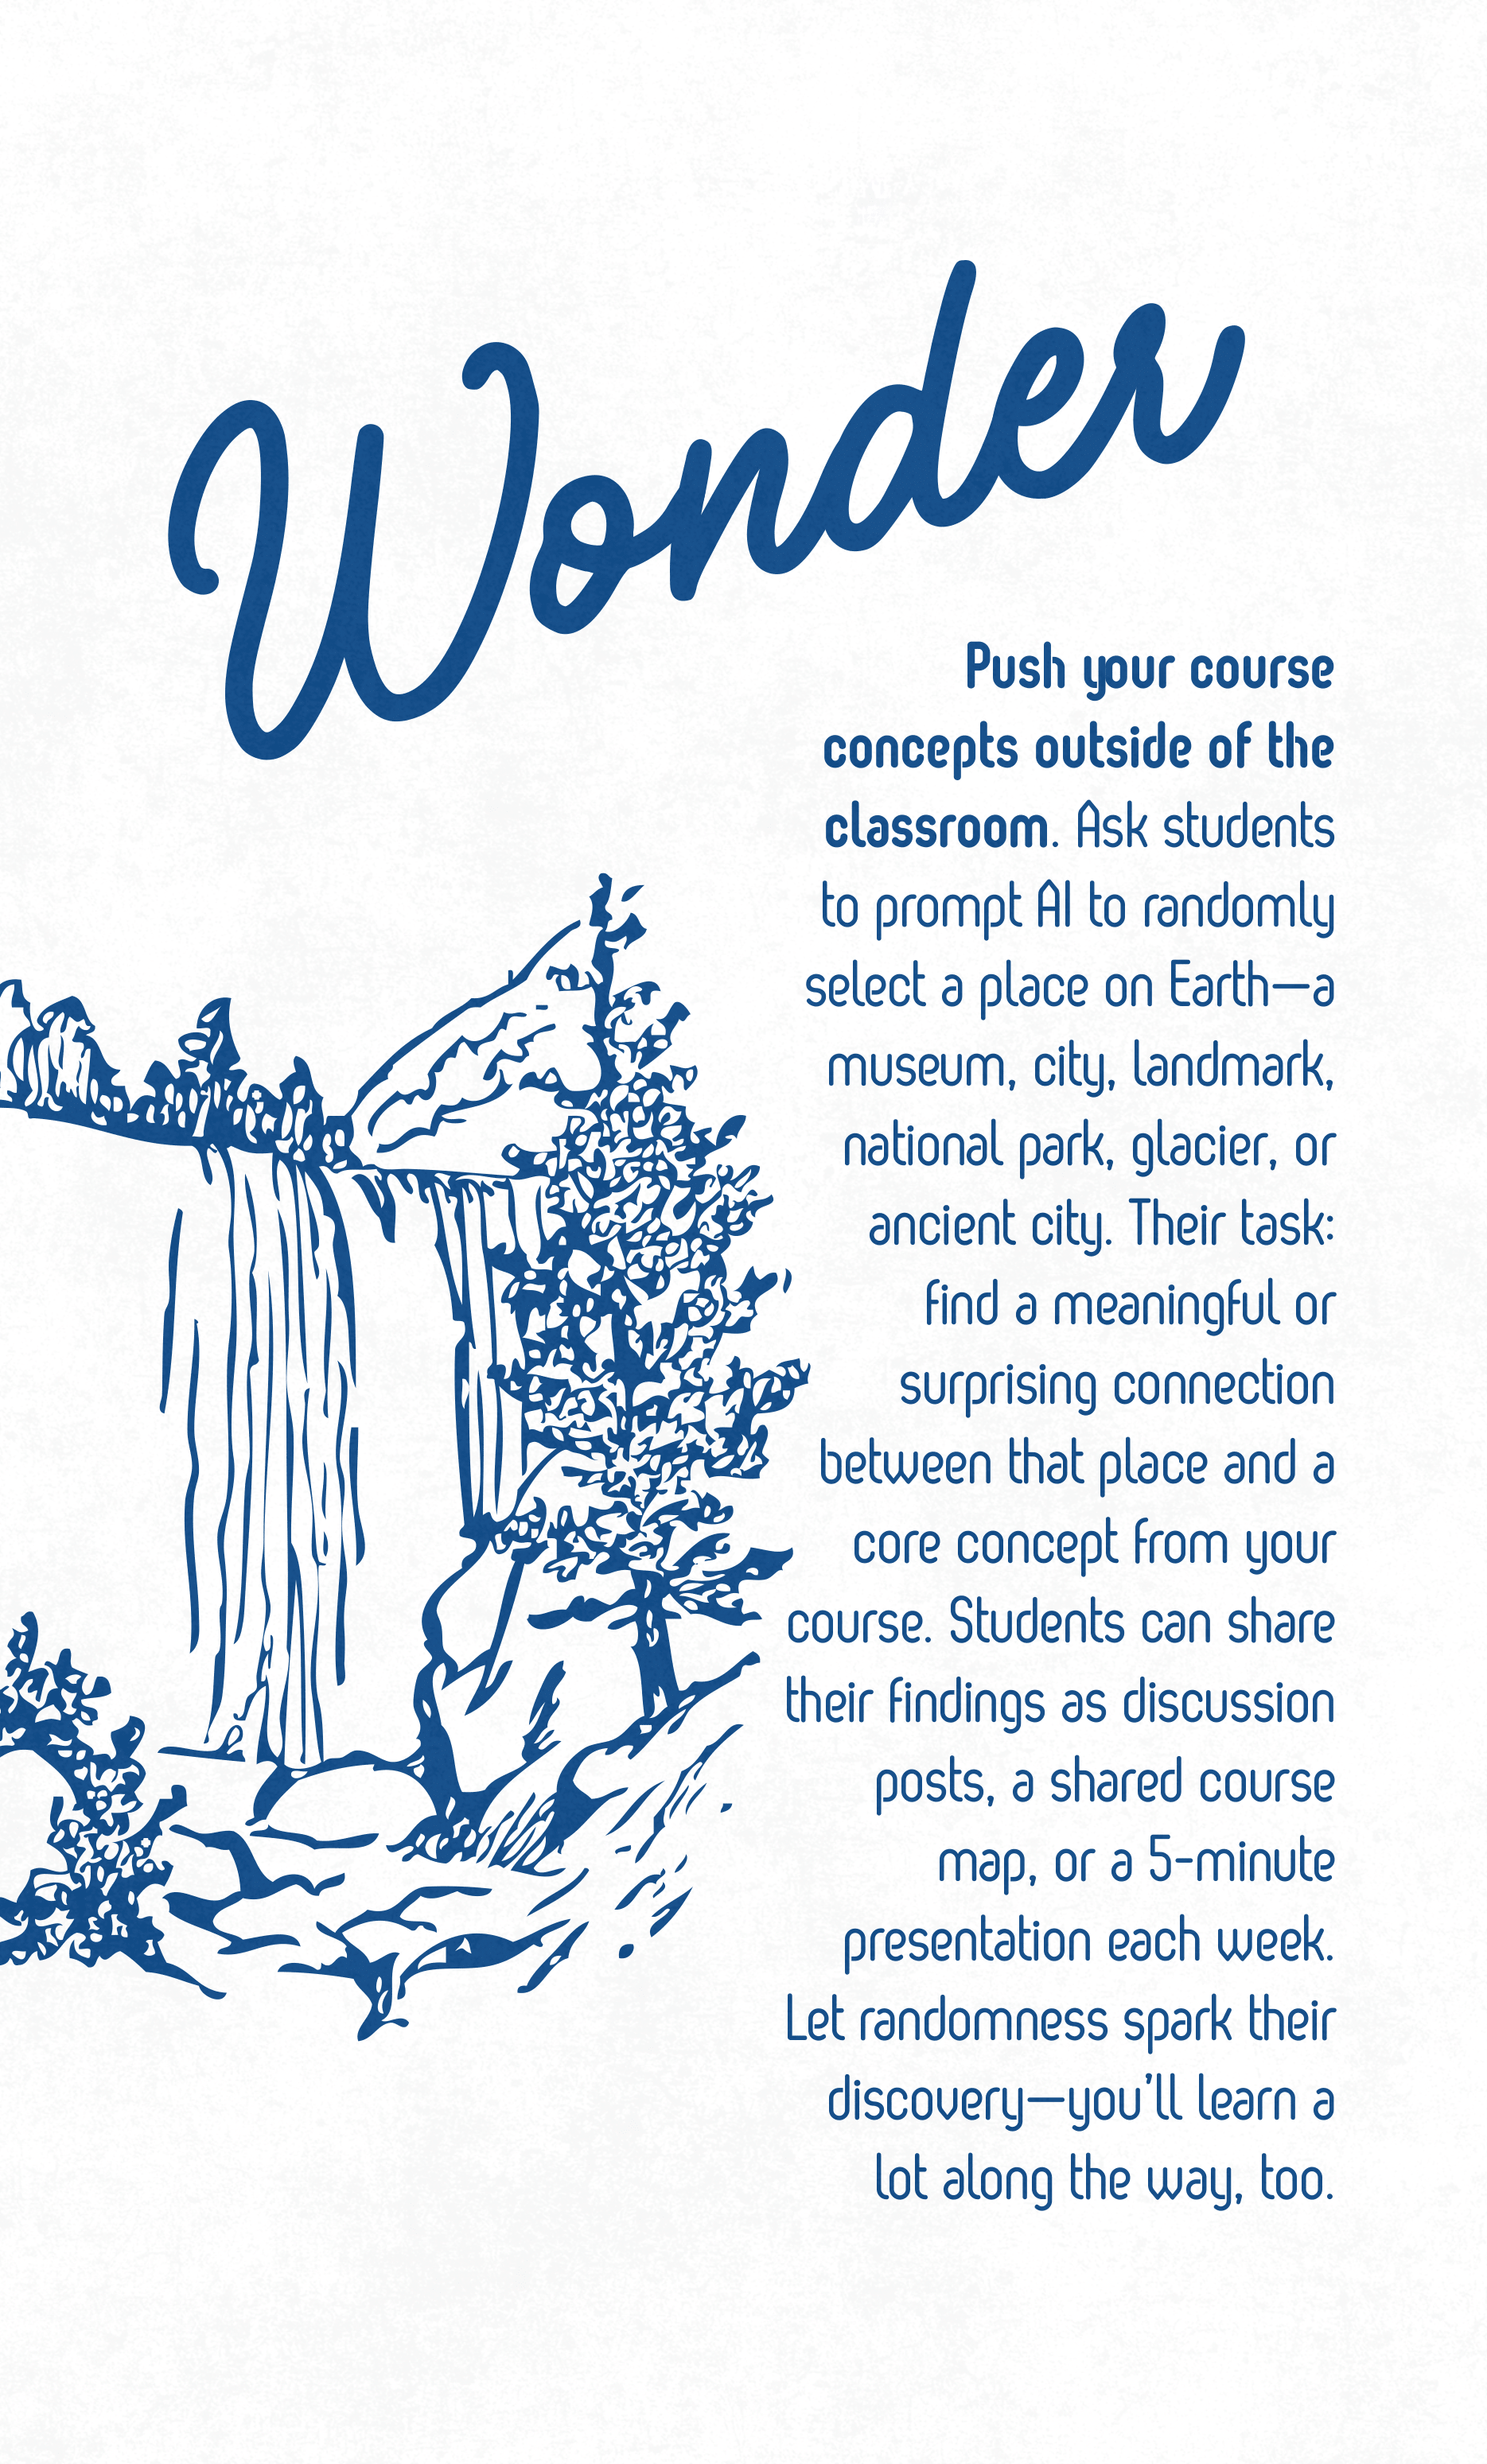 Wonder
Push your course
concepts outside of the
classroom. Ask students
to prompt AI to randomly
select a place on Earth—a
museum, city, landmark,
national park, glacier, or
ancient city. Their task:
find a meaningful or
surprising connection
between that place and a
core concept from your
course. Students can share
their findings as discussion
posts, a shared course
map, or a 5-minute
presentation each week.
Let randomness spark their
discovery—you’ll learn a
lot along the way, too.